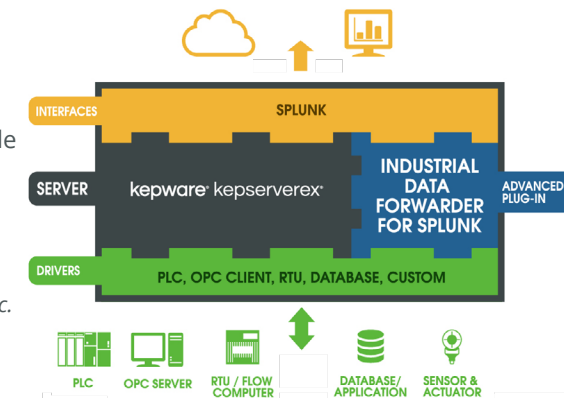 INTERFACES
SPLUNK
le
SERVER
kepware® kepserverex®
INDUSTRIAL
DATA
FORWARDER
FOR SPLUNK
ADVANCED
PLUG-IN
DRIVERS
PLC, OPC CLIENT, RTU, DATABASE, CUSTOM
c.
PLC
OPC SERVER
RTU / FLOW
COMPUTER
DATABASE/
APPLICATION
SENSOR &
ACTUATOR